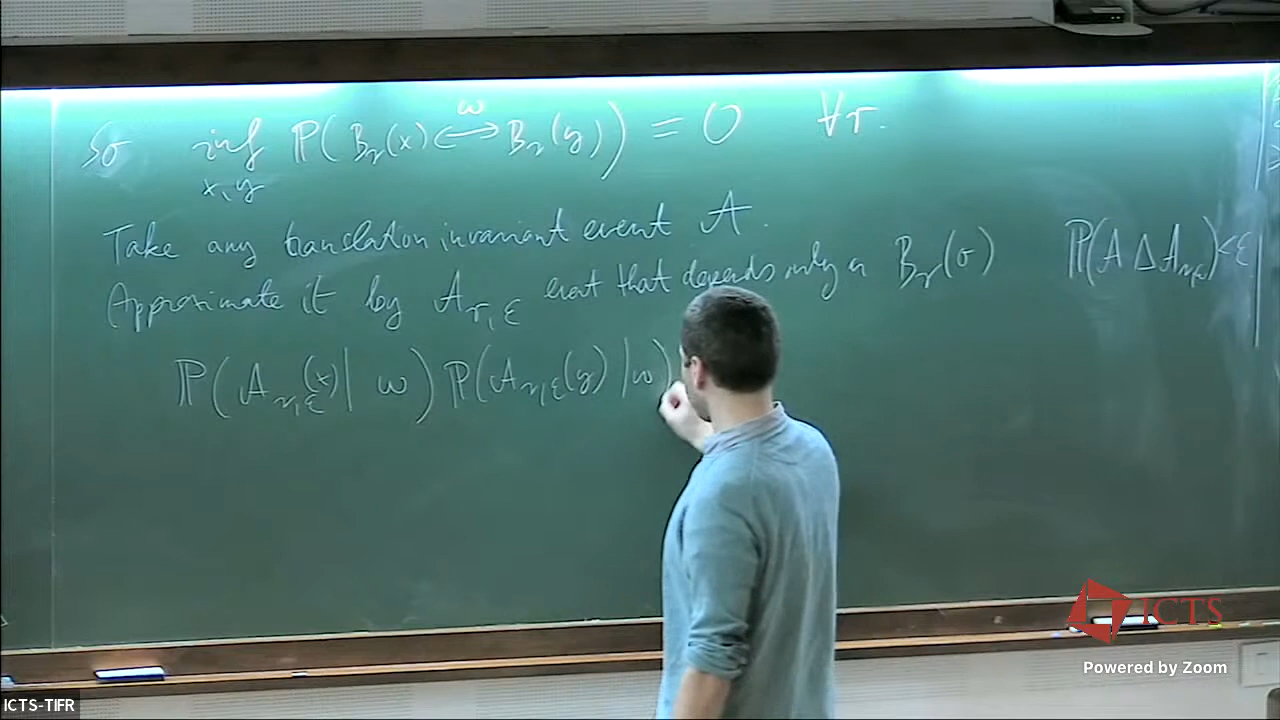 So inf P( B_r(x) ⟷ B_r(y) ) = 0 ∀r.
ω
x,y
Take any translation invariant event A.
Approximate it by A_{r,ε} that depends only on B_r(o) P(A Δ A_{r,ε})<ε
P( A_{r,ε}(x) | ω) P(A_{r,ε}(y) | ω)
ICTS
Powered by Zoom
ICTS-TIFR